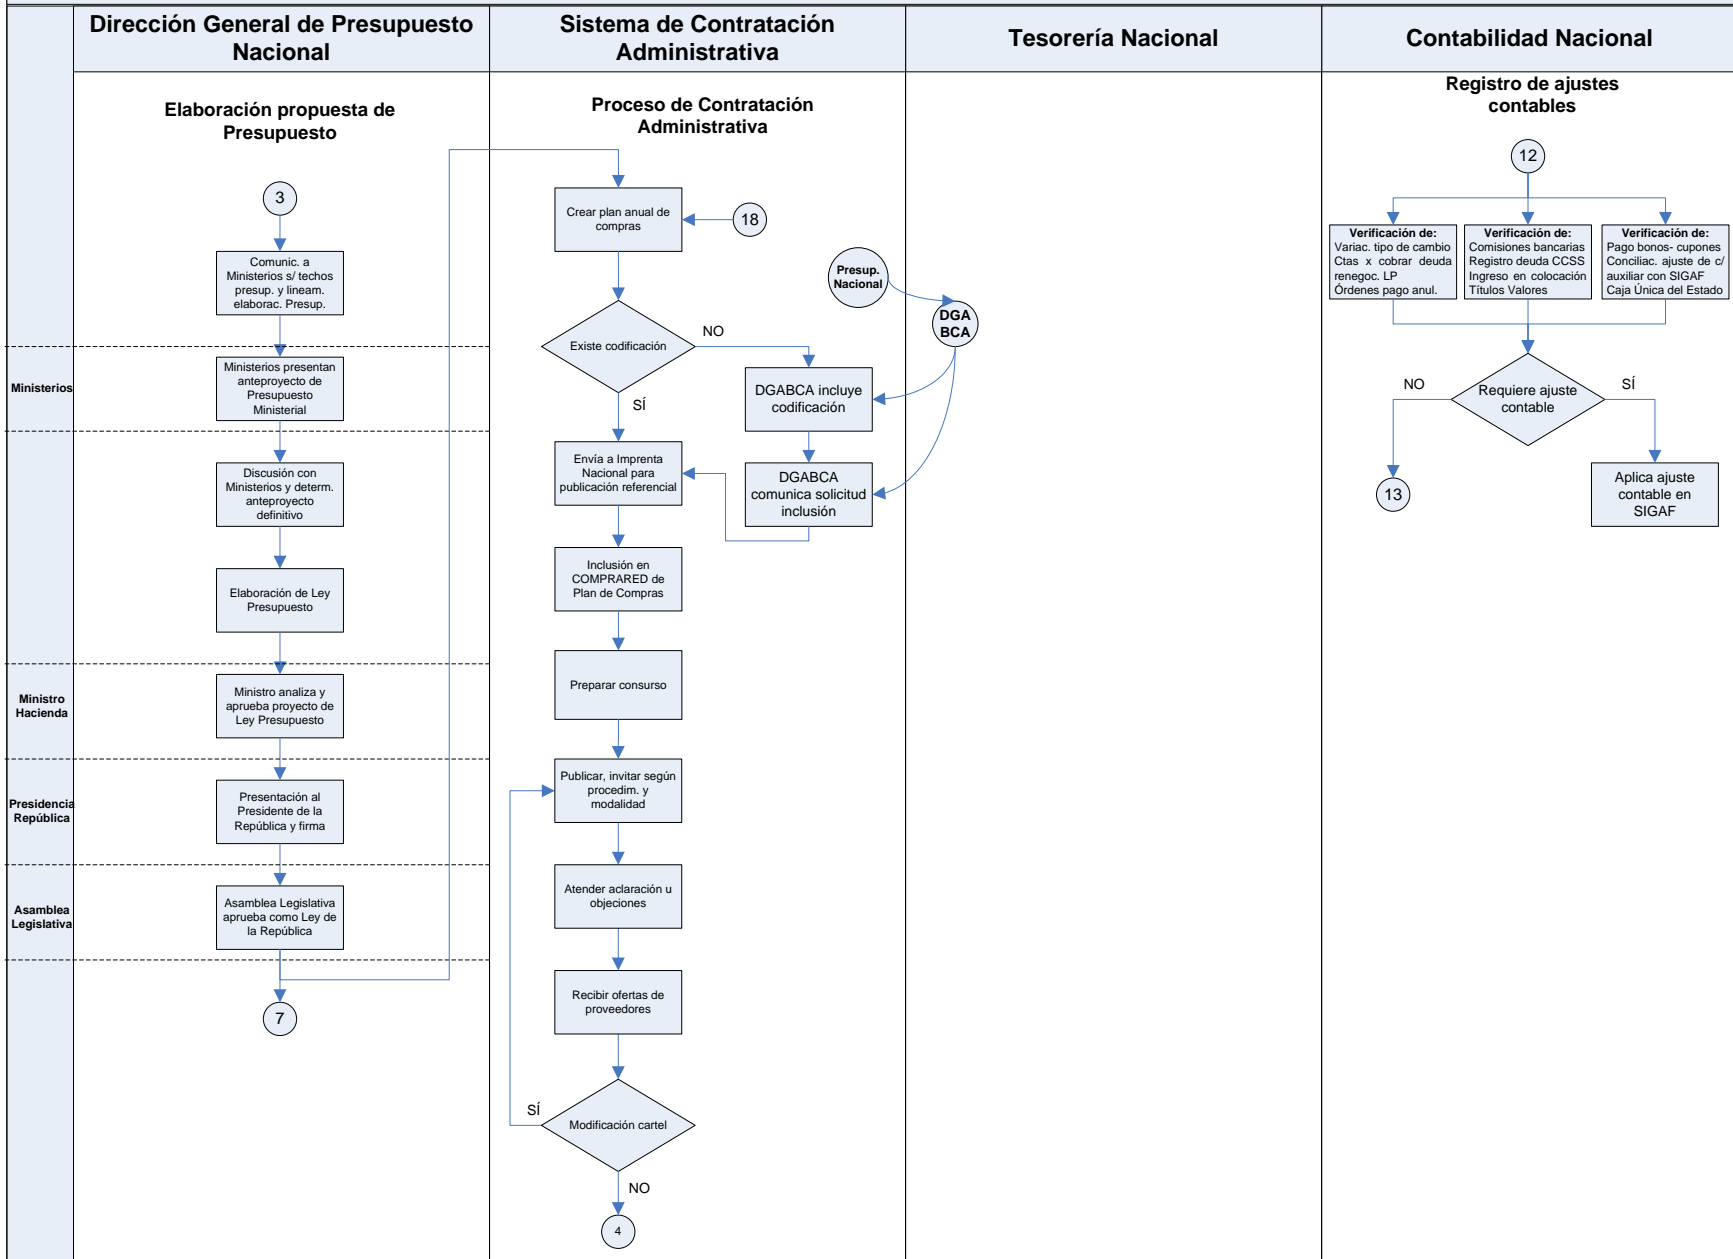 Dirección General de Presupuesto
Nacional
Sistema de Contratación
Administrativa
Tesorería Nacional
Contabilidad Nacional
Ministerios
Ministro
Hacienda
Presidencia
República
Asamblea
Legislativa
Elaboración propuesta de
Presupuesto
3
Comunic. a
Ministerios s/ techos
presup. y lineam.
elaborac. Presup.
Ministerios presentan
anteproyecto de
Presupuesto
Ministerial
Discusión con
Ministerios y determ.
anteproyecto
definitivo
Elaboración de Ley
Presupuesto
Ministro analiza y
aprueba proyecto de
Ley Presupuesto
Presentación al
Presidente de la
República y firma
Asamblea Legislativa
aprueba como Ley de
la República
7
Proceso de Contratación
Administrativa
Crear plan anual de
compras
18
Presup.
Nacional
DGA
BCA
Existe codificación
NO
SÍ
DGABCA incluye
codificación
Envía a Imprenta
Nacional para
publicación referencial
DGABCA
comunica solicitud
inclusión
Inclusión en
COMPRARED de
Plan de Compras
Preparar consurso
Publicar, invitar según
procedim. y
modalidad
Atender aclaración u
objeciones
Recibir ofertas de
proveedores
SÍ
Modificación cartel
NO
4
Registro de ajustes
contables
12
Verificación de:
Variac. tipo de cambio
Ctas x cobrar deuda
renegoc. LP
Órdenes pago anul.
Verificación de:
Comisiones bancarias
Registro deuda CCSS
Ingreso en colocación
Títulos Valores
Verificación de:
Pago bonos- cupones
Conciliac. ajuste de c/
auxiliar con SIGAF
Caja Única del Estado
NO
Requiere ajuste
contable
SÍ
13
Aplica ajuste
contable en
SIGAF